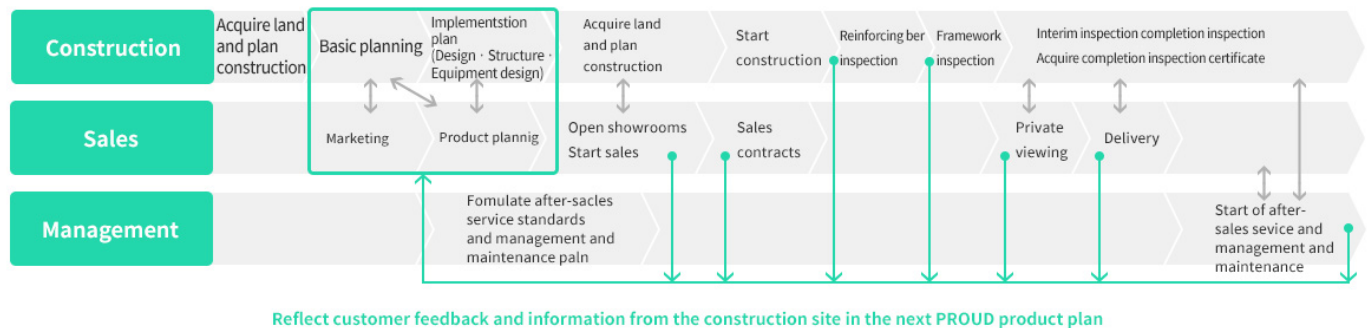 Construction
Acquire land
and plan
construction
Basic planning
Implementstion
plan
(Design · Structure ·
Equipment design)
Acquire land
and plan
construction
Start
construction
Reinforcing ber
inspection
Framework
inspection
Interim inspection completion inspection
Acquire completion inspection certificate
Sales
Marketing
Product plannig
Open showrooms
Start sales
Sales
contracts
Private
viewing
Delivery
Management
Fomulate after-sacles
service standards
and management and
maintenance paln
Start of after-
sales sevice and
management and
maintenance
Reflect customer feedback and information from the construction site in the next PROUD product plan